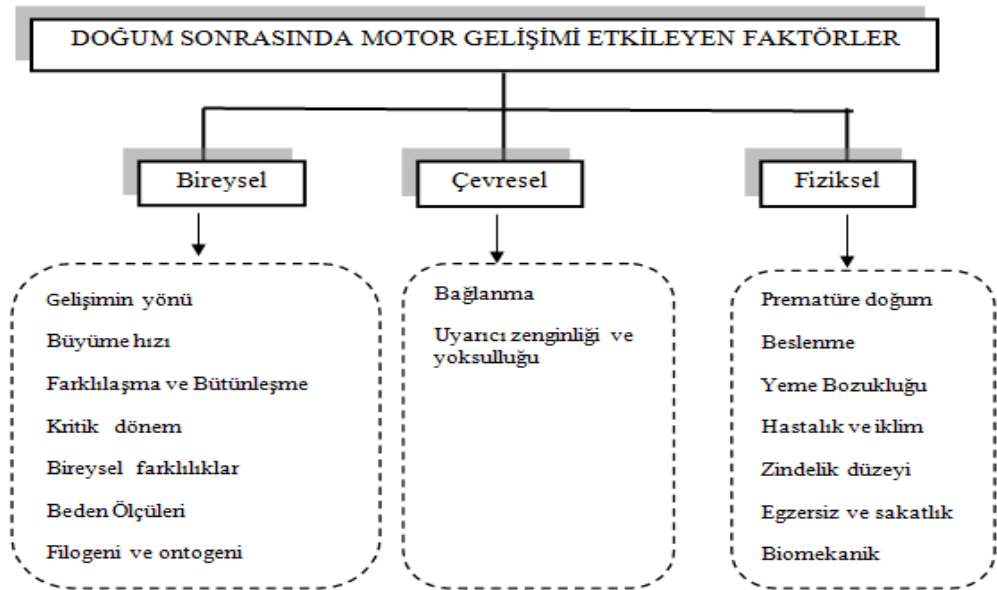 DOĞUM SONRASINDA MOTOR GELİŞİMİ ETKİLEYEN FAKTÖRLER
Bireysel
Gelişimin yönü
Büyüme hızı
Farklılaşma ve Bütünleşme
Kritik dönem
Bireysel farklılıklar
Beden Ölçüleri
Filogeni ve ontogeni
Çevresel
Bağlanma
Uyarıcı zenginliği ve
yoksulluğu
Fiziksel
Prematüre doğum
Beslenme
Yeme Bozukluğu
Hastalık ve iklim
Zindelik düzeyi
Egzersiz ve sakatlık
Biomekanik